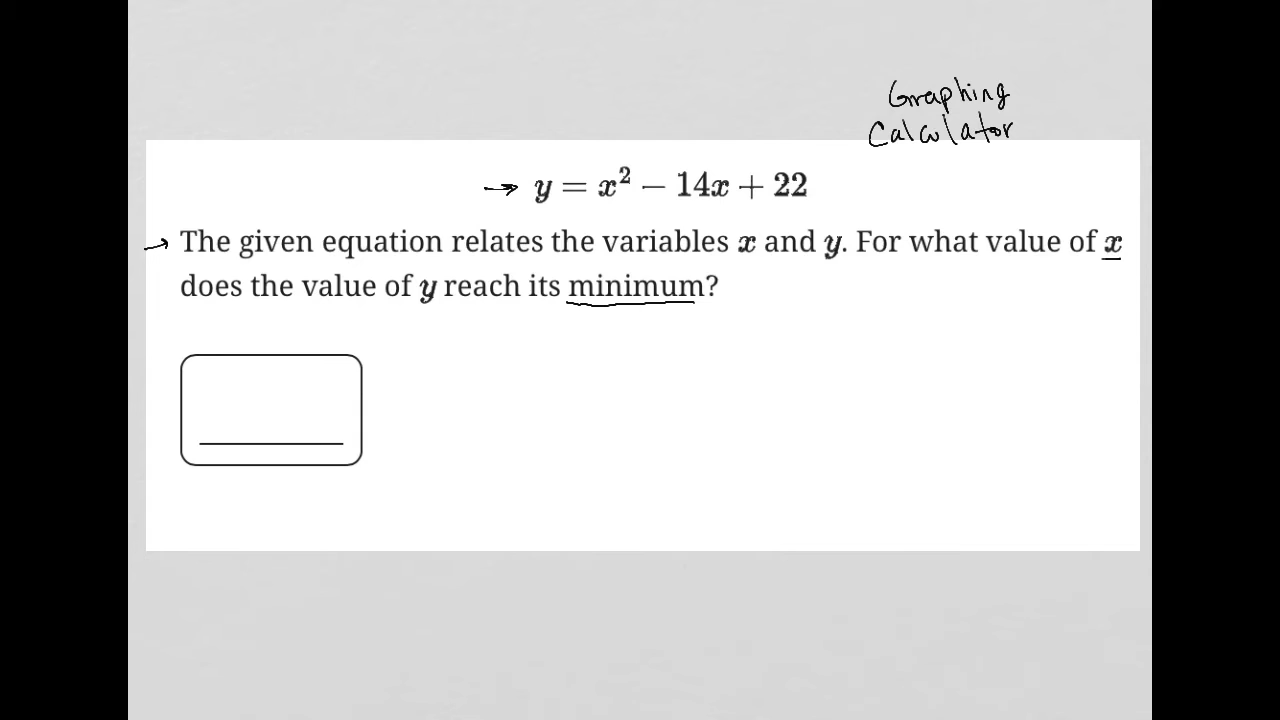 Graphing
Calculator
→ y = x² − 14x + 22
→ The given equation relates the variables x and y. For what value of x
does the value of y reach its minimum?